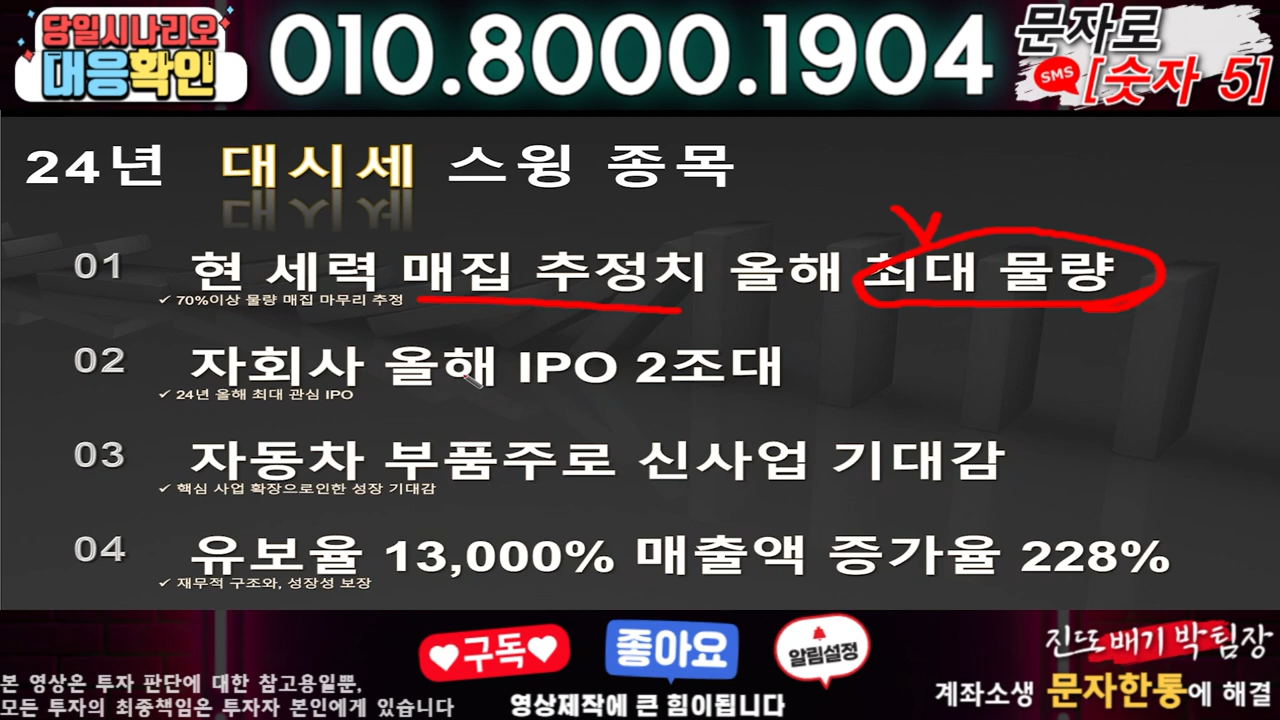 당일시나리오
대응확인
010.8000.1904
문자로
SMS
[숫자 5]
24년 대시세 스윙 종목
01 현 세력 매집 추정치 올해 최대 물량
✓ 70%이상 물량 매집 마무리 추정
02 자회사 올해 IPO 2조대
✓ 24년 올해 최대 관심 IPO
03 자동차 부품주로 신사업 기대감
✓ 핵심 사업 확장으로인한 성장 기대감
04 유보율 13,000% 매출액 증가율 228%
✓ 재무적 구조와, 성장성 보장
구독
좋아요
알림설정
영상제작에 큰 힘이됩니다
본 영상은 투자 판단에 대한 참고용일뿐,
모든 투자의 최종책임은 투자자 본인에게 있습니다
진또배기 박팀장
계좌소생 문자한통에 해결